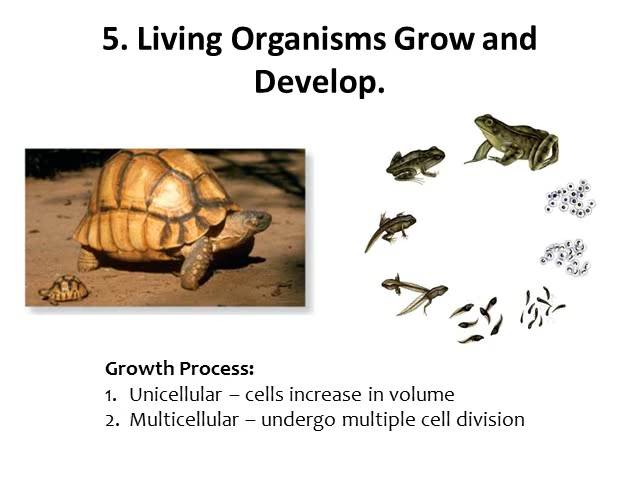 5. Living Organisms Grow and
Develop.
Growth Process:
1. Unicellular – cells increase in volume
2. Multicellular – undergo multiple cell division